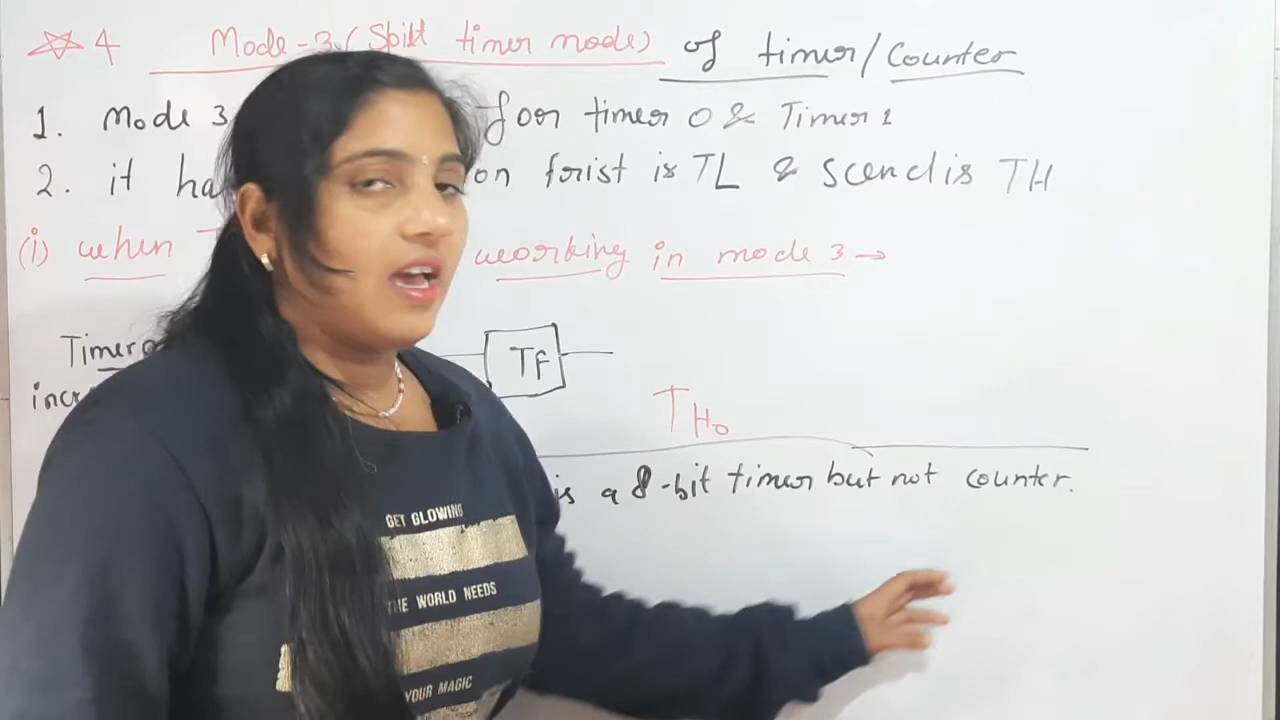 4 Mode-3 (Split timer mode) of timer/Counter
1. Mode 3 for timer 0 & Timer 1
2. it ha on forist is TL & scend is TH
(i) when T working in mode 3 →
Timer
incr
TF
TH0
is a 8-bit timer but not counter.
GET GLOWING
THE WORLD NEEDS
YOUR MAGIC